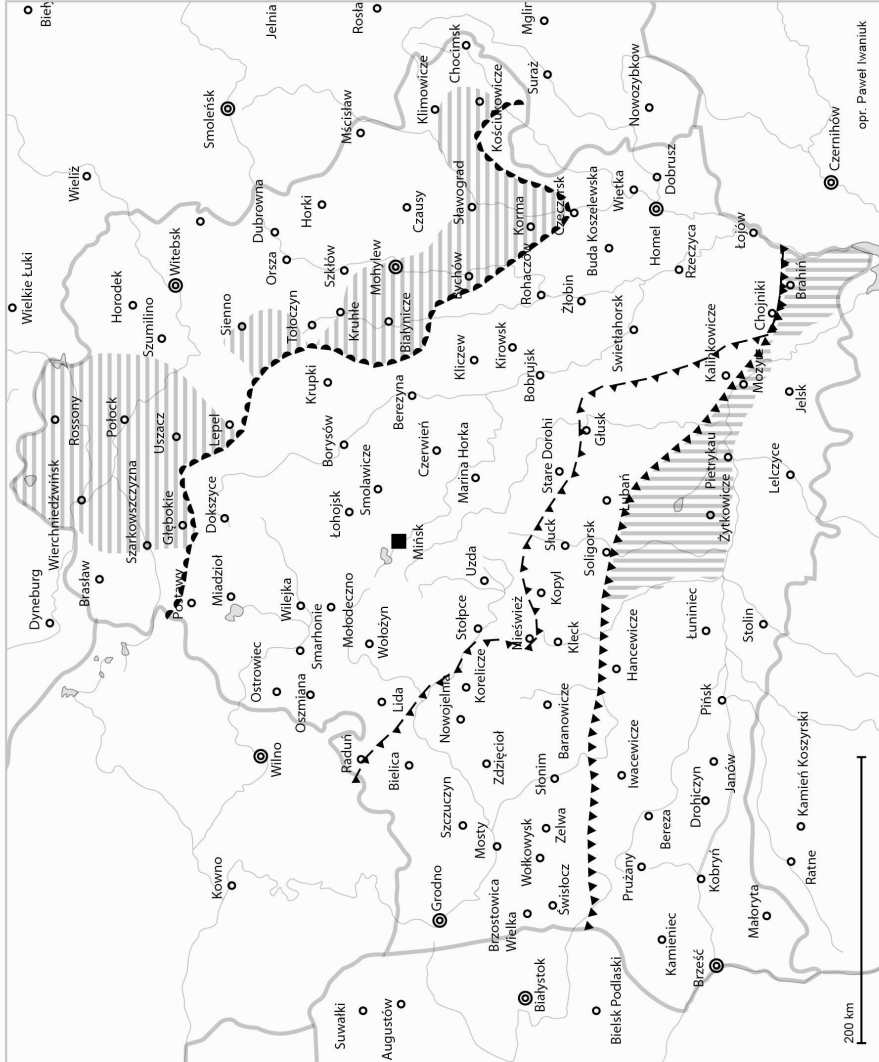 Wielkie Łuki
Dyneburg
Bieły
Wierchniedźwińsk
Rossony
Wieliż
Brasław
Horodek
Połock
Szarkowszczyzna
Szumilino
Uszacz
Głębokie
Witebsk
Postawy
Smoleńsk
Kowno
Miadzioł
Dokszyce
Lepel
Sienno
Ostrowiec
Dubrowna
Jelnia
Wilno
Wilejka
Orsza
Oszmiana
Smarhonie
Tołoczyn
Horki
Krupki
Borysów
Suwałki
Raduń
Mołodeczno
Łohojsk
Szkłów
Mścisław
Rosła
Wołożyn
Smolawicze
Kruhle
Mohylew
Augustów
Bielica
Lida
Mińsk
Berezyna
Białynicze
Czausy
Klimowicze
Grodno
Szczuczyn
Nowojelnia
Czerwień
Chocimsk
Mosty
Stołpce
Uzda
Marina Horka
Kliczew
Bychów
Sławograd
Korelicze
Kościukowicze
Brzostowica
Wielka
Zdzięcioł
Kirowsk
Wołkowysk
Nieśwież
Rohaczów
Korma
Mglin
Białystok
Świsłocz
Zelwa
Słonim
Baranowicze
Kleck
Kopyl
Słuck
Stare Dorohi
Bobrujsk
Żłobin
Czeczersk
Suraż
Soligorsk
Głusk
Buda Koszelewska
Bielsk Podlaski
Prużany
Iwacewicze
Hancewicze
Lubań
Swietłahorsk
Wietka
Nowozybkow
Kamieniec
Bereza
Homel
Dobrusz
Brześć
Kobryń
Drohiczyn
Janów
Pińsk
Łuniniec
Żytkowicze
Pietrykau
Kalinkowicze
Rzeczyca
Małoryta
Stolin
Mozyrz
Chojniki
Łojów
Ratne
Kamień Koszyrski
Lelczyce
Jelsk
Brahiń
Czernihów
200 km
opr. Paweł Iwaniuk